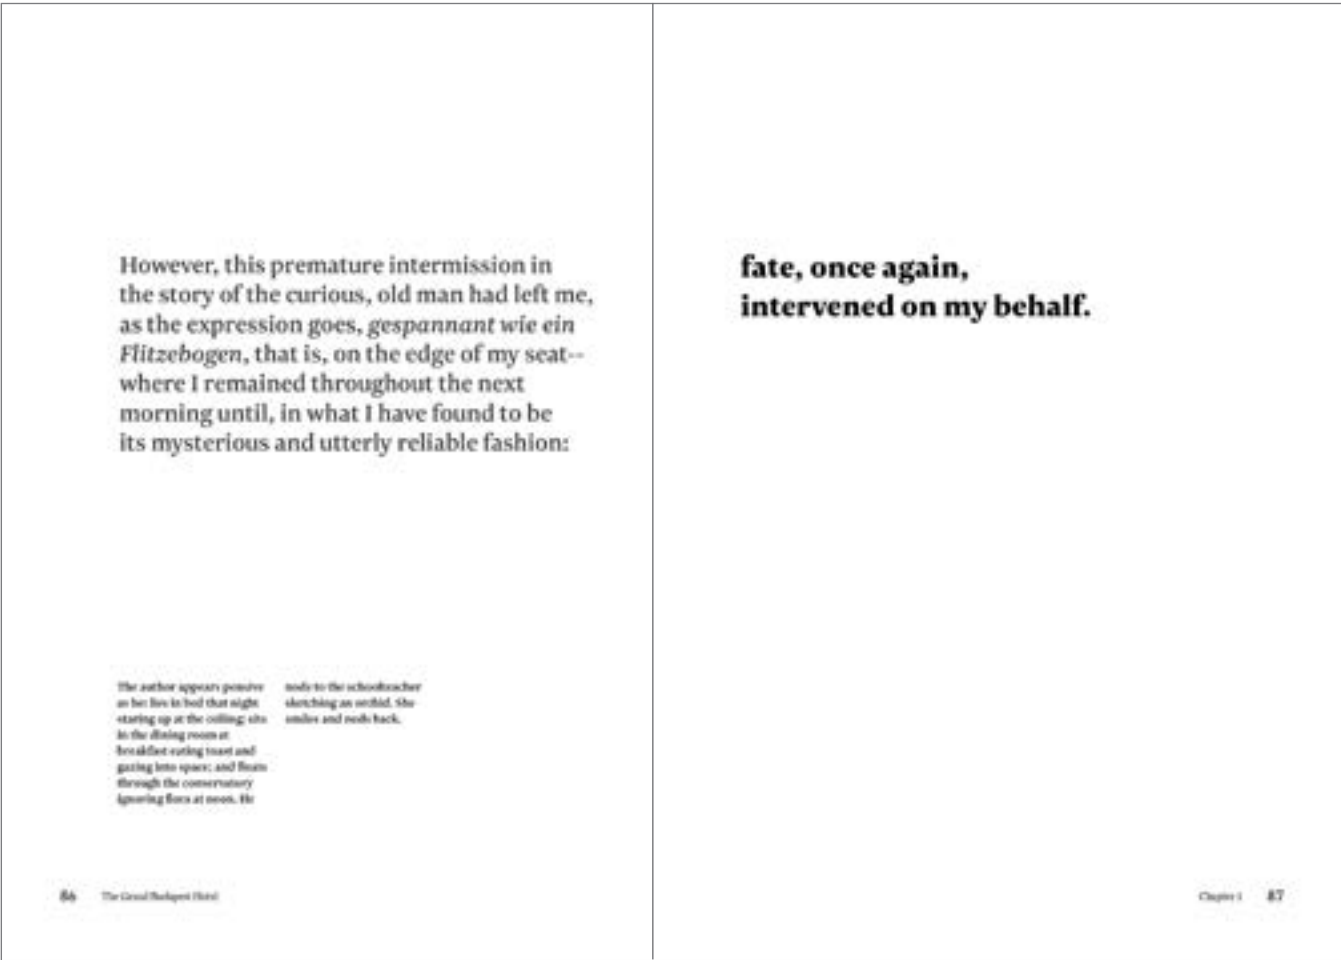 However, this premature intermission in
the story of the curious, old man had left me,
as the expression goes, gespannant wie ein
Flitzebogen, that is, on the edge of my seat--
where I remained throughout the next
morning until, in what I have found to be
its mysterious and utterly reliable fashion:
The author appears pensive
as he: lies in bed that night
staring up at the ceiling; sits
in the dining room at
breakfast eating toast and
gazing into space; and floats
through the conservatory
ignoring flora at noon. He
nods to the schoolteacher
sketching an orchid. She
smiles and nods back.
86 The Grand Budapest Hotel
fate, once again,
intervened on my behalf.
Chapter 1 87